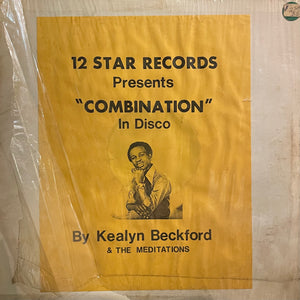 12 STAR RECORDS
Presents
"COMBINATION"
In Disco
By Kealyn Beckford
& THE MEDITATIONS